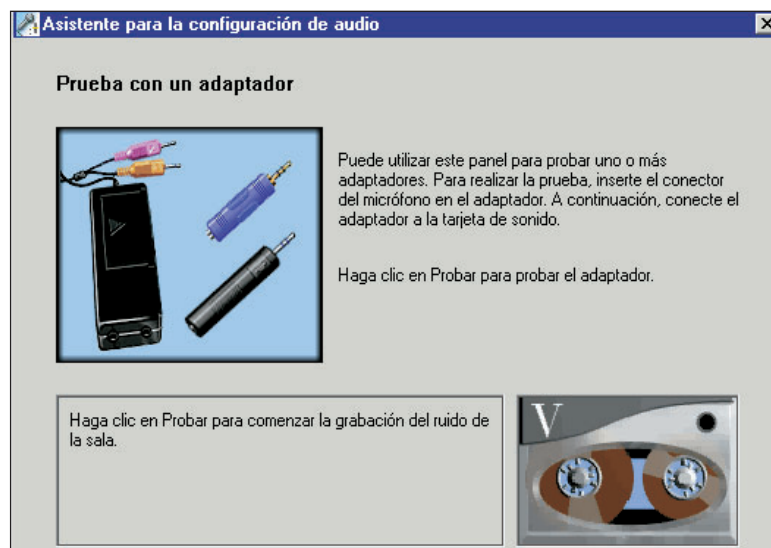 Asistente para la configuración de audio
Prueba con un adaptador
Puede utilizar este panel para probar uno o más
adaptadores. Para realizar la prueba, inserte el conector
del micrófono en el adaptador. A continuación, conecte el
adaptador a la tarjeta de sonido.
Haga clic en Probar para probar el adaptador.
Haga clic en Probar para comenzar la grabación del ruido de
la sala.
V